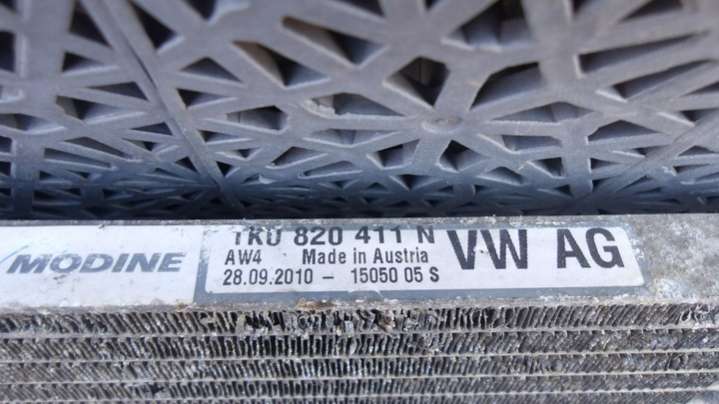 MODINE
1K0 820 411 N
AW4 Made in Austria
28.09.2010 - 15050 05 S
VW AG